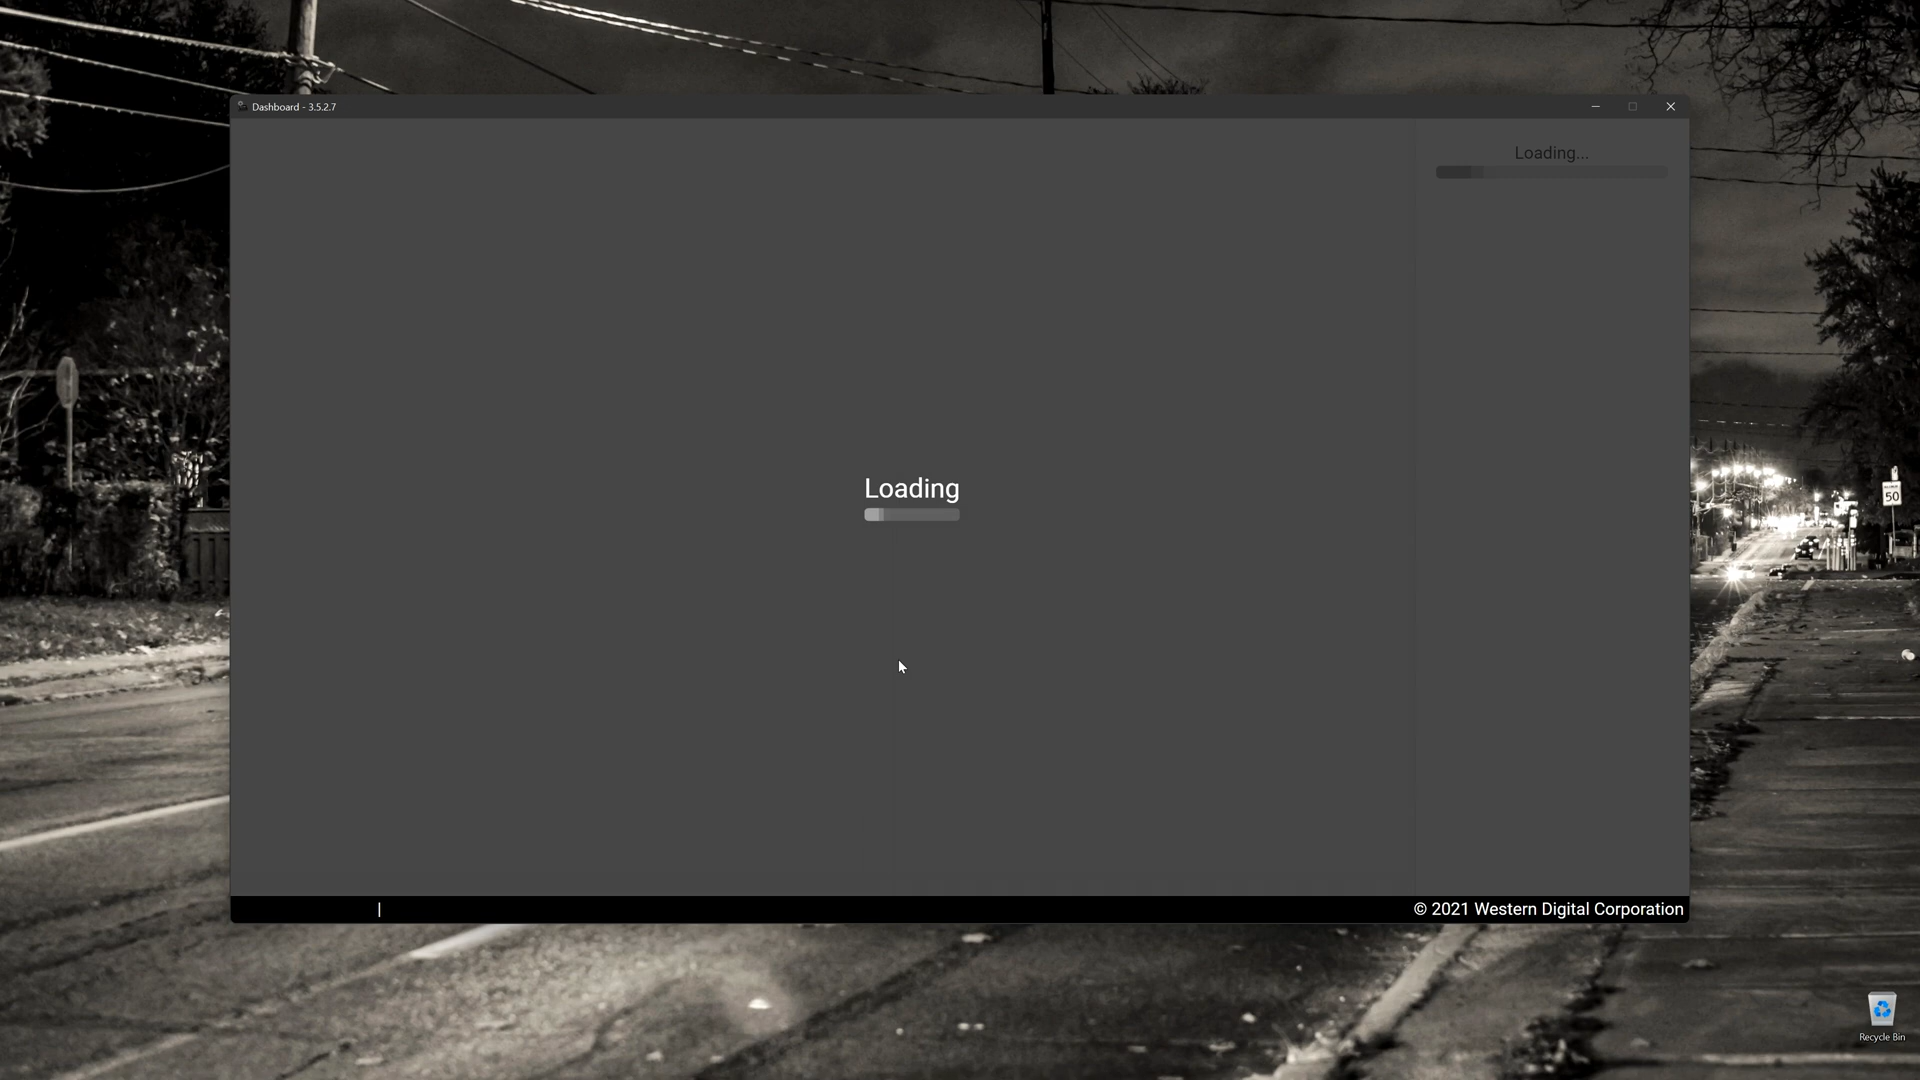 Dashboard - 3.5.2.7
Loading...
Loading
|
© 2021 Western Digital Corporation
50
Recycle Bin